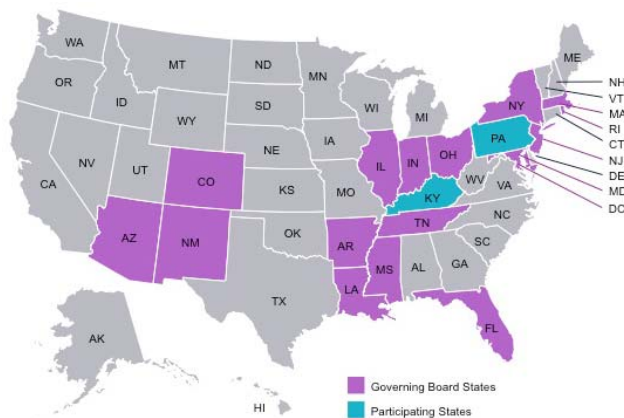 WA
MT
ND
MN
ME
OR
ID
SD
WI
MI
NY
NH
VT
MA
RI
CT
NJ
DE
MD
DC
WY
IA
NE
PA
IL
IN
OH
NV
UT
CO
KS
MO
WV
VA
KY
CA
NC
TN
OK
AR
SC
AZ
NM
MS
AL
GA
LA
TX
FL
AK
HI
Governing Board States
Participating States